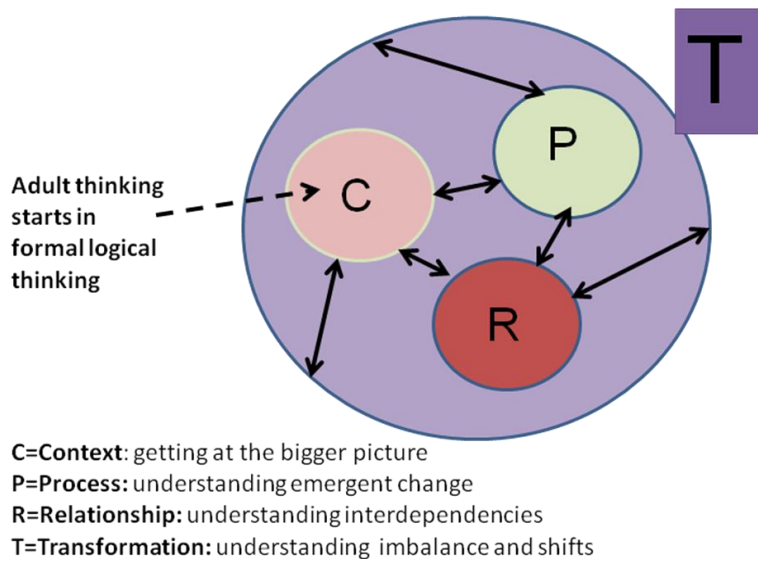 T
P
C
Adult thinking
starts in
formal logical
thinking
R
C=Context: getting at the bigger picture
P=Process: understanding emergent change
R=Relationship: understanding interdependencies
T=Transformation: understanding imbalance and shifts